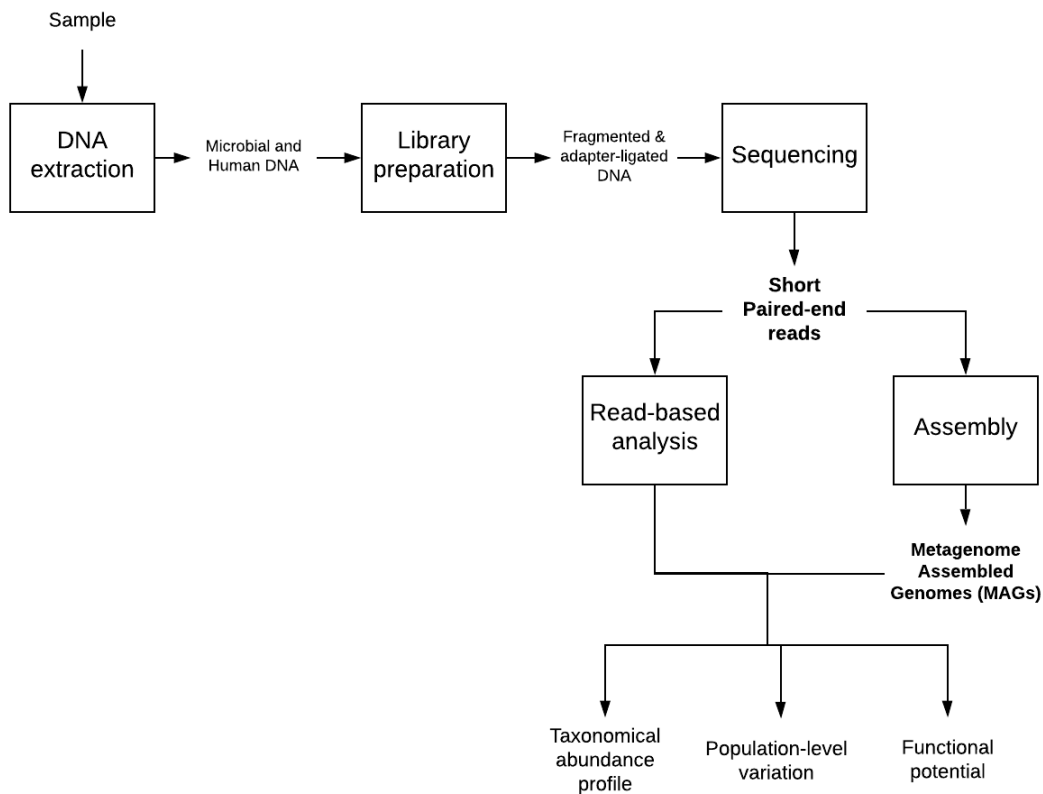 Sample
DNA
extraction
Microbial and
Human DNA
Library
preparation
Fragmented &
adapter-ligated
DNA
Sequencing
Short
Paired-end
reads
Read-based
analysis
Assembly
Metagenome
Assembled
Genomes (MAGs)
Taxonomical
abundance
profile
Population-level
variation
Functional
potential